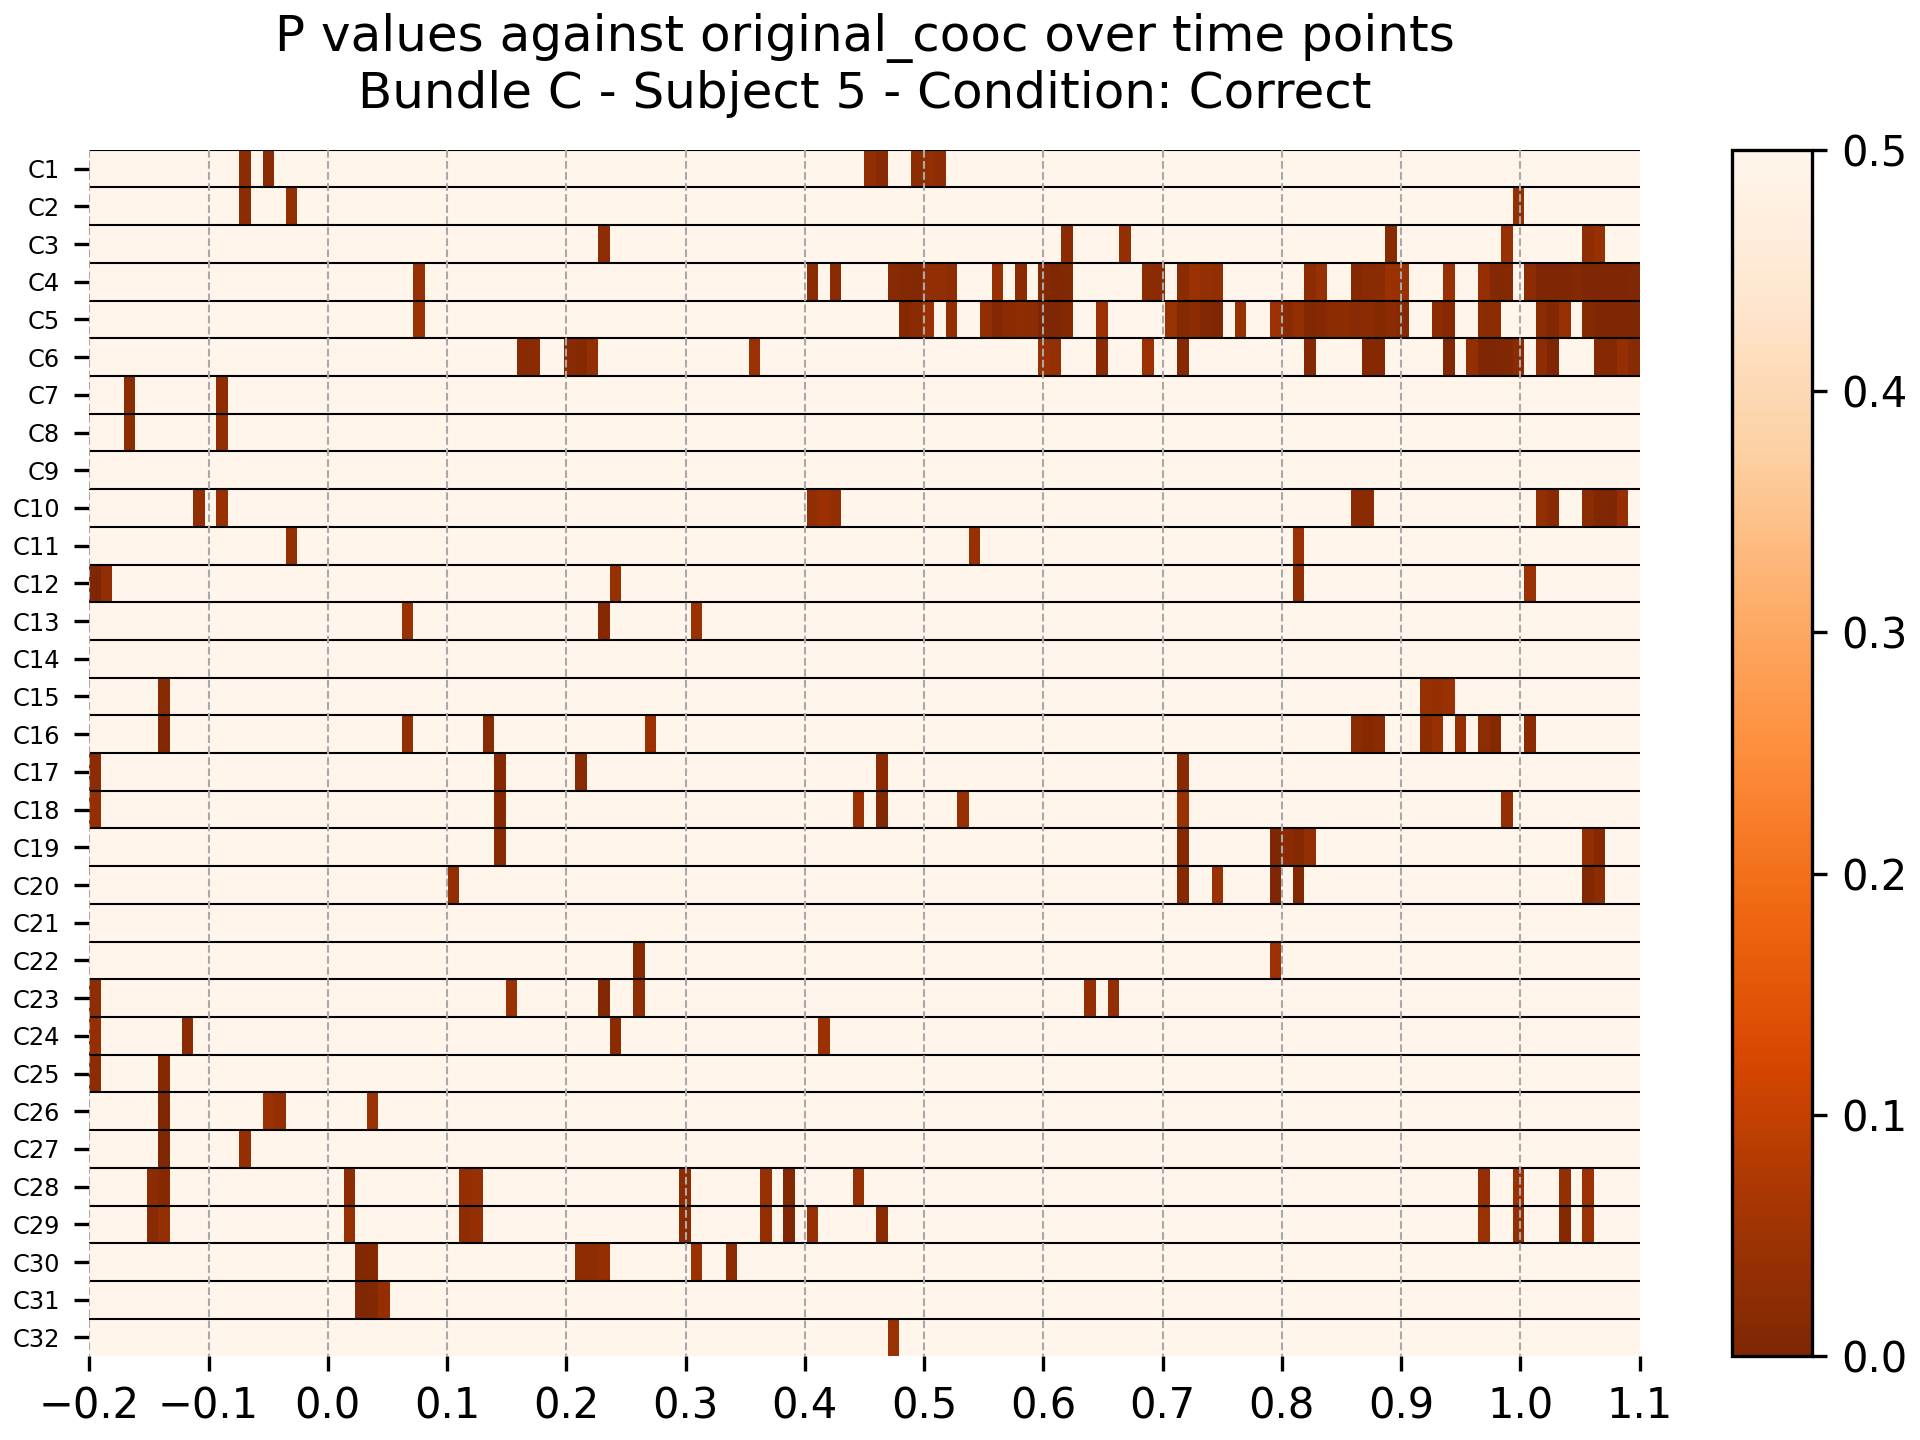 P values against original_cooc over time points
Bundle C - Subject 5 - Condition: Correct
C1
C2
C3
C4
C5
C6
C7
C8
C9
C10
C11
C12
C13
C14
C15
C16
C17
C18
C19
C20
C21
C22
C23
C24
C25
C26
C27
C28
C29
C30
C31
C32
−0.2 −0.1 0.0 0.1 0.2 0.3 0.4 0.5 0.6 0.7 0.8 0.9 1.0 1.1
0.5
0.4
0.3
0.2
0.1
0.0